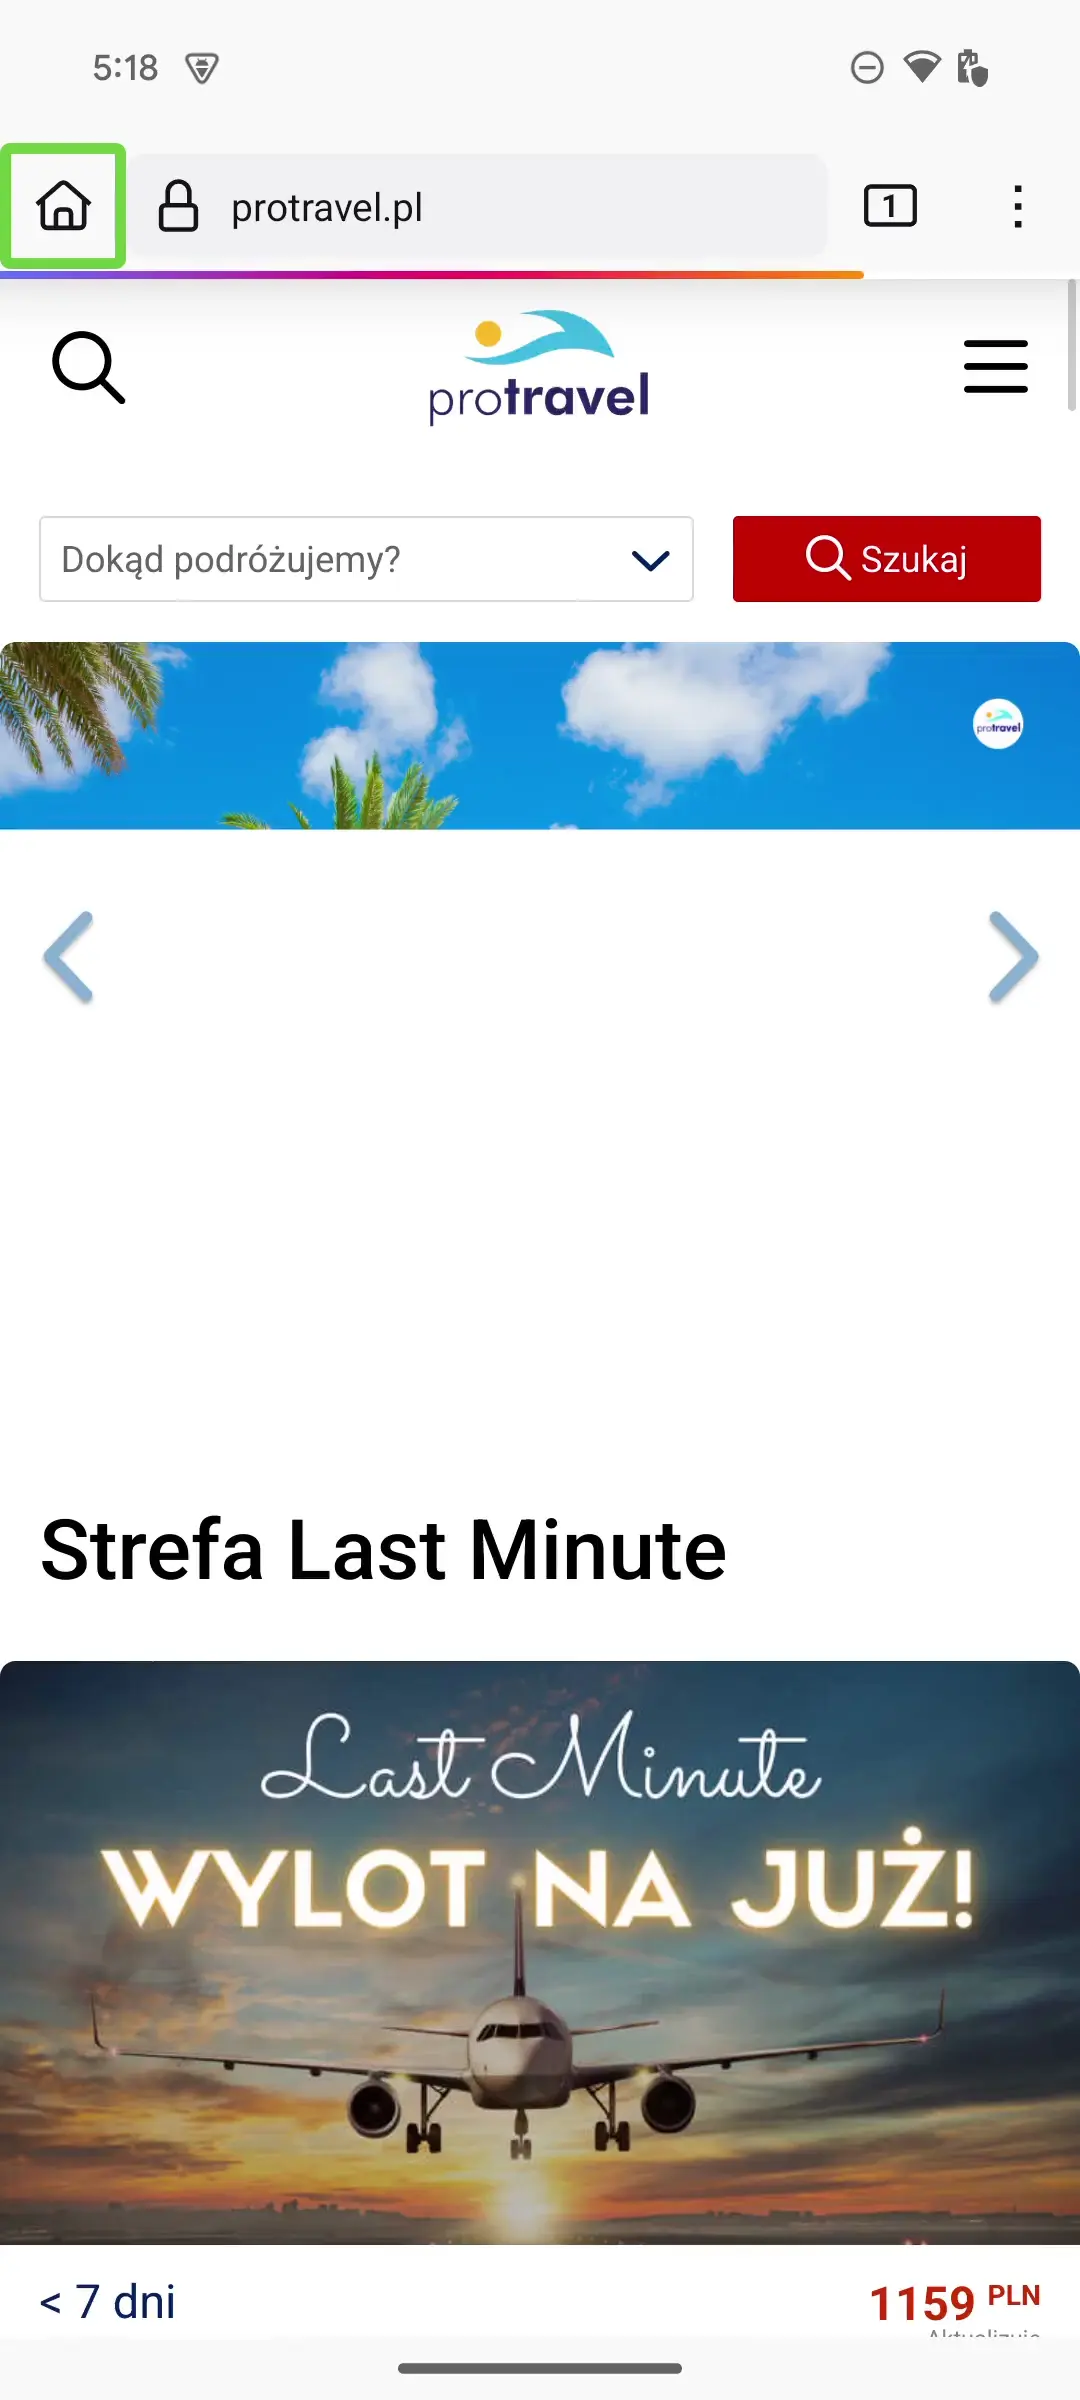 5:18
protravel.pl
1
protravel
Dokąd podróżujemy?
Szukaj
protravel
Strefa Last Minute
Last Minute
WYLOT NA JUŻ!
< 7 dni
1159 PLN